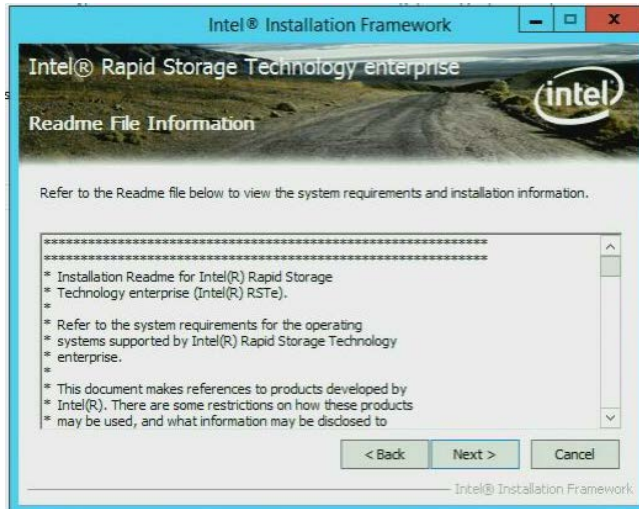 Intel® Installation Framework
Intel® Rapid Storage Technology enterprise
intel
Readme File Information
Refer to the Readme file below to view the system requirements and installation information.
*************************************************************
*************************************************************
* Installation Readme for Intel(R) Rapid Storage
* Technology enterprise (Intel(R) RSTe).
*
* Refer to the system requirements for the operating
* systems supported by Intel(R) Rapid Storage Technology
* enterprise.
*
* This document makes references to products developed by
* Intel(R). There are some restrictions on how these products
* may be used, and what information may be disclosed to
< Back Next > Cancel
Intel® Installation Framework